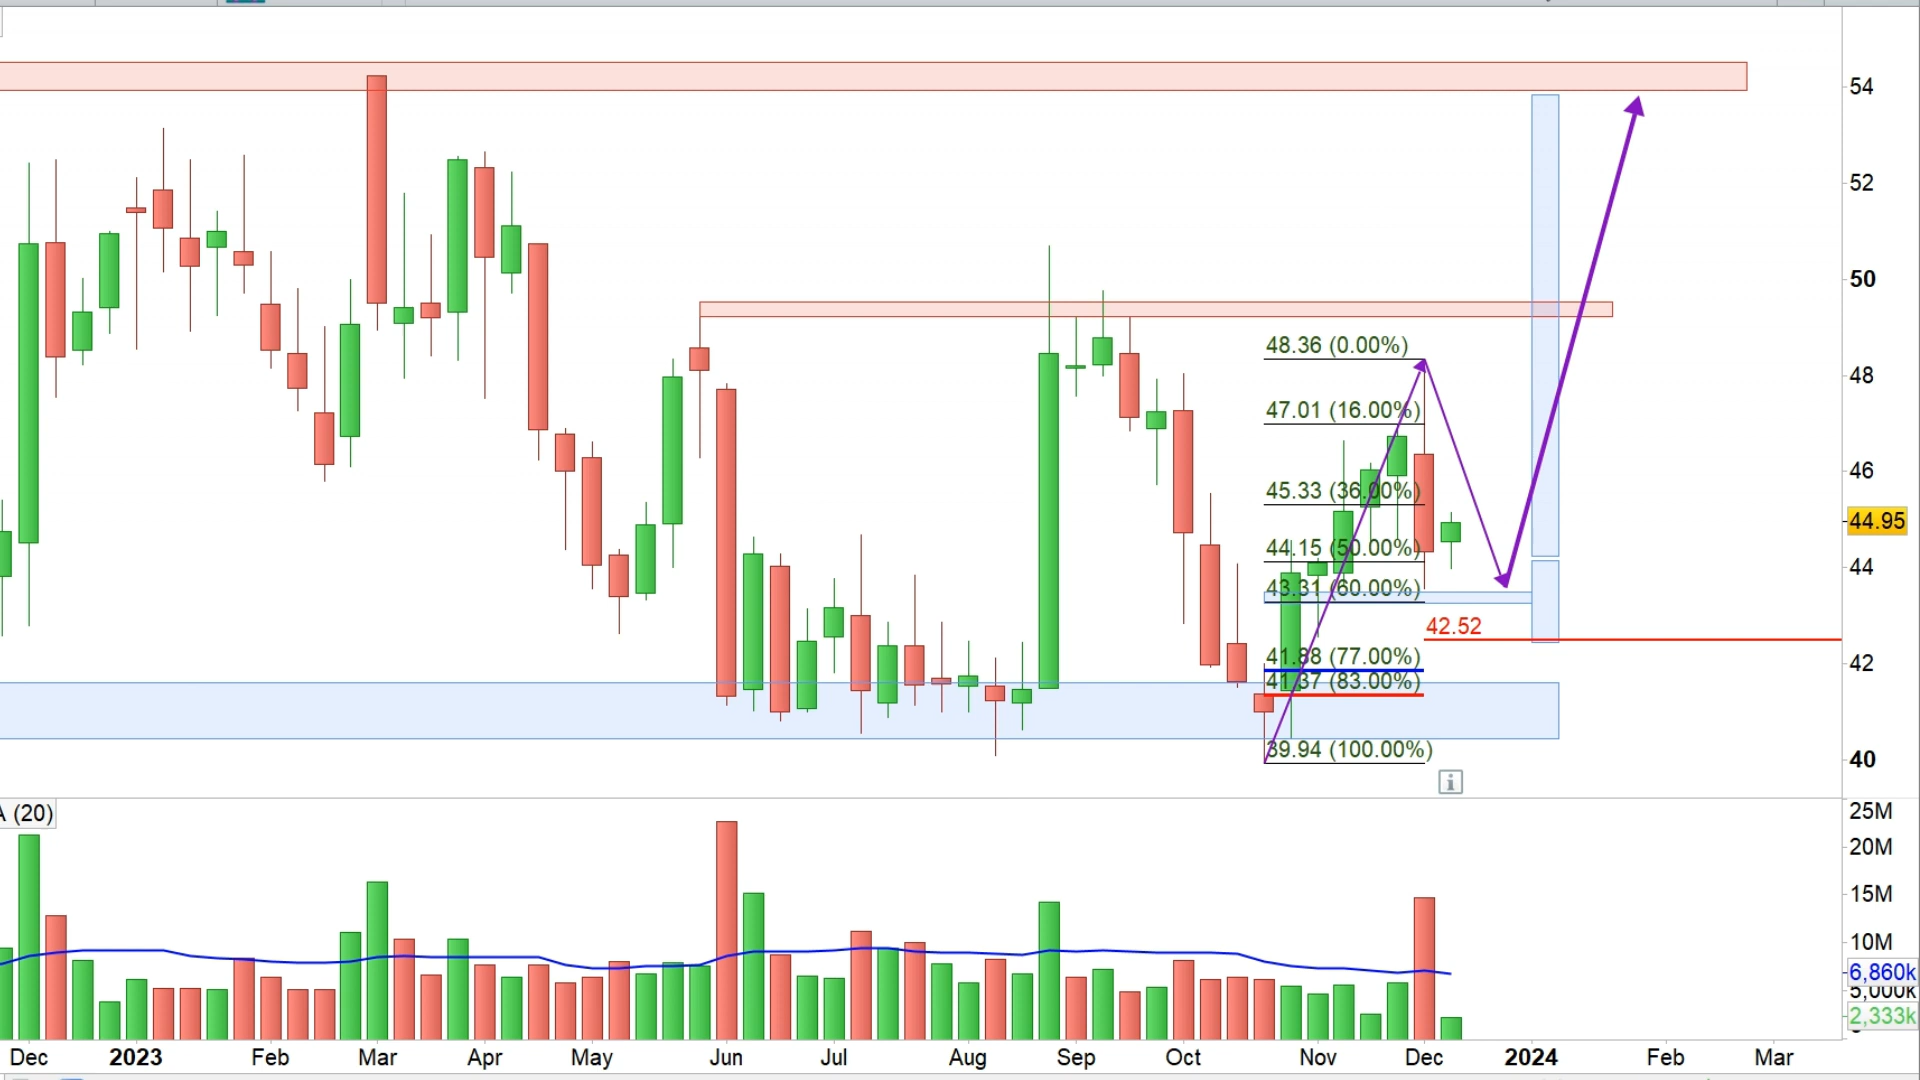 54
52
50
48
46
44.95
44
42
40
48.36 (0.00%)
47.01 (16.00%)
45.33 (36.00%)
44.15 (50.00%)
43.31 (60.00%)
42.52
41.88 (77.00%)
41.37 (83.00%)
39.94 (100.00%)
i
A (20)
25M
20M
15M
10M
6,860k
5,000k
2,333k
Dec 2023 Feb Mar Apr May Jun Jul Aug Sep Oct Nov Dec 2024 Feb Mar